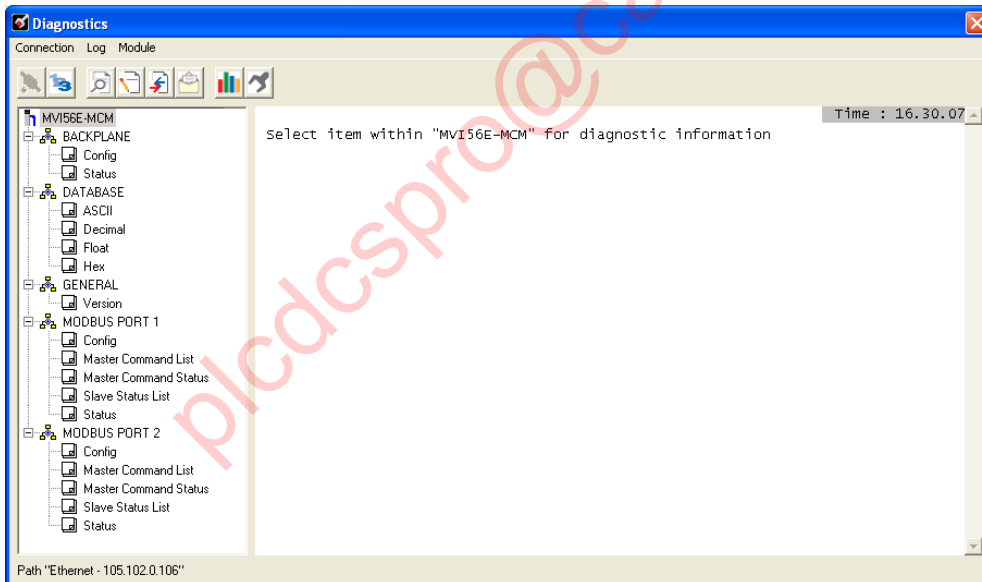 Diagnostics
Connection Log Module
Time : 16.30.07
MVI56E-MCM
Select item within "MVI56E-MCM" for diagnostic information
BACKPLANE
Config
Status
DATABASE
ASCII
Decimal
Float
Hex
GENERAL
Version
MODBUS PORT 1
Config
Master Command List
Master Command Status
Slave Status List
Status
MODBUS PORT 2
Config
Master Command List
Master Command Status
Slave Status List
Status
Path "Ethernet - 105.102.0.106"
plcdcspro@c